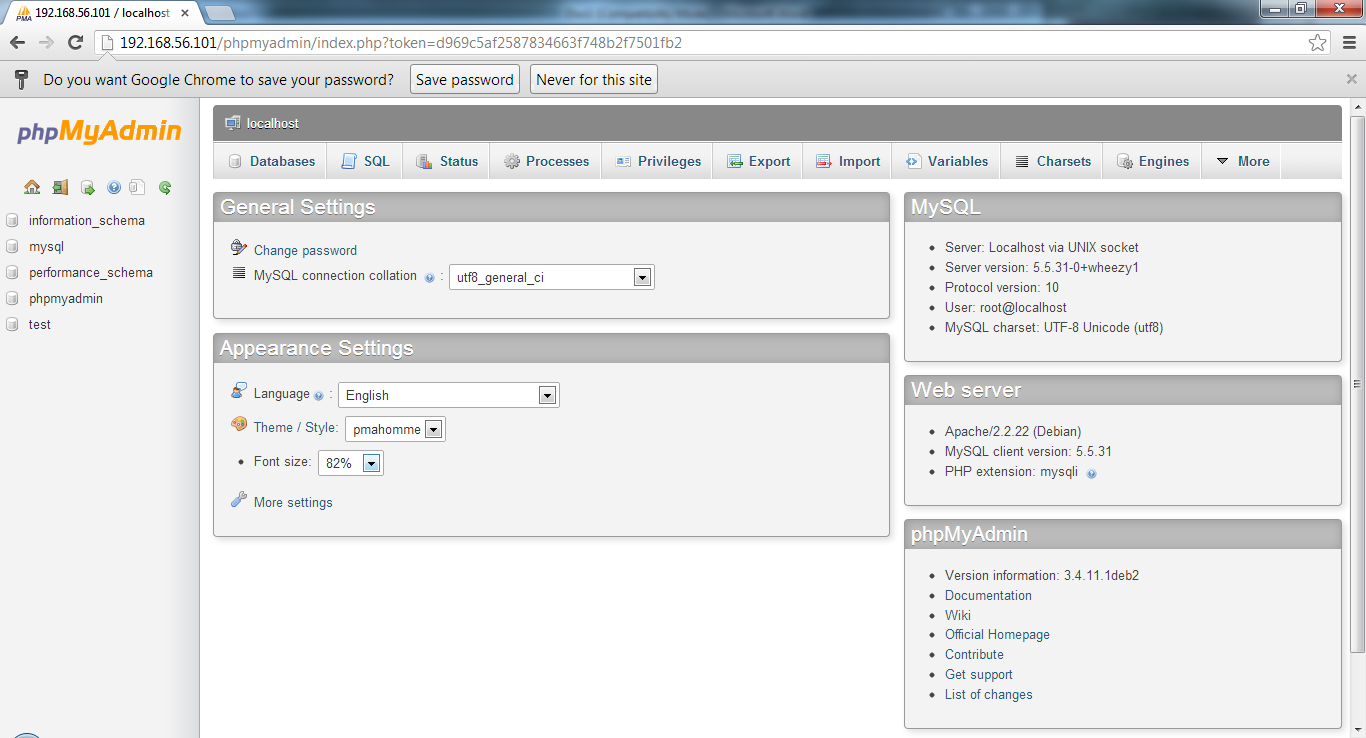 192.168.56.101 / localhost
192.168.56.101/phpmyadmin/index.php?token=d969c5af2587834663f748b2f7501fb2
Do you want Google Chrome to save your password? Save password Never for this site
phpMyAdmin
information_schema
mysql
performance_schema
phpmyadmin
test
localhost
Databases SQL Status Processes Privileges Export Import Variables Charsets Engines More
General Settings
Change password
MySQL connection collation : utf8_general_ci
Appearance Settings
Language : English
Theme / Style: pmahomme
Font size: 82%
More settings
MySQL
Server: Localhost via UNIX socket
Server version: 5.5.31-0+wheezy1
Protocol version: 10
User: root@localhost
MySQL charset: UTF-8 Unicode (utf8)
Web server
Apache/2.2.22 (Debian)
MySQL client version: 5.5.31
PHP extension: mysqli
phpMyAdmin
Version information: 3.4.11.1deb2
Documentation
Wiki
Official Homepage
Contribute
Get support
List of changes